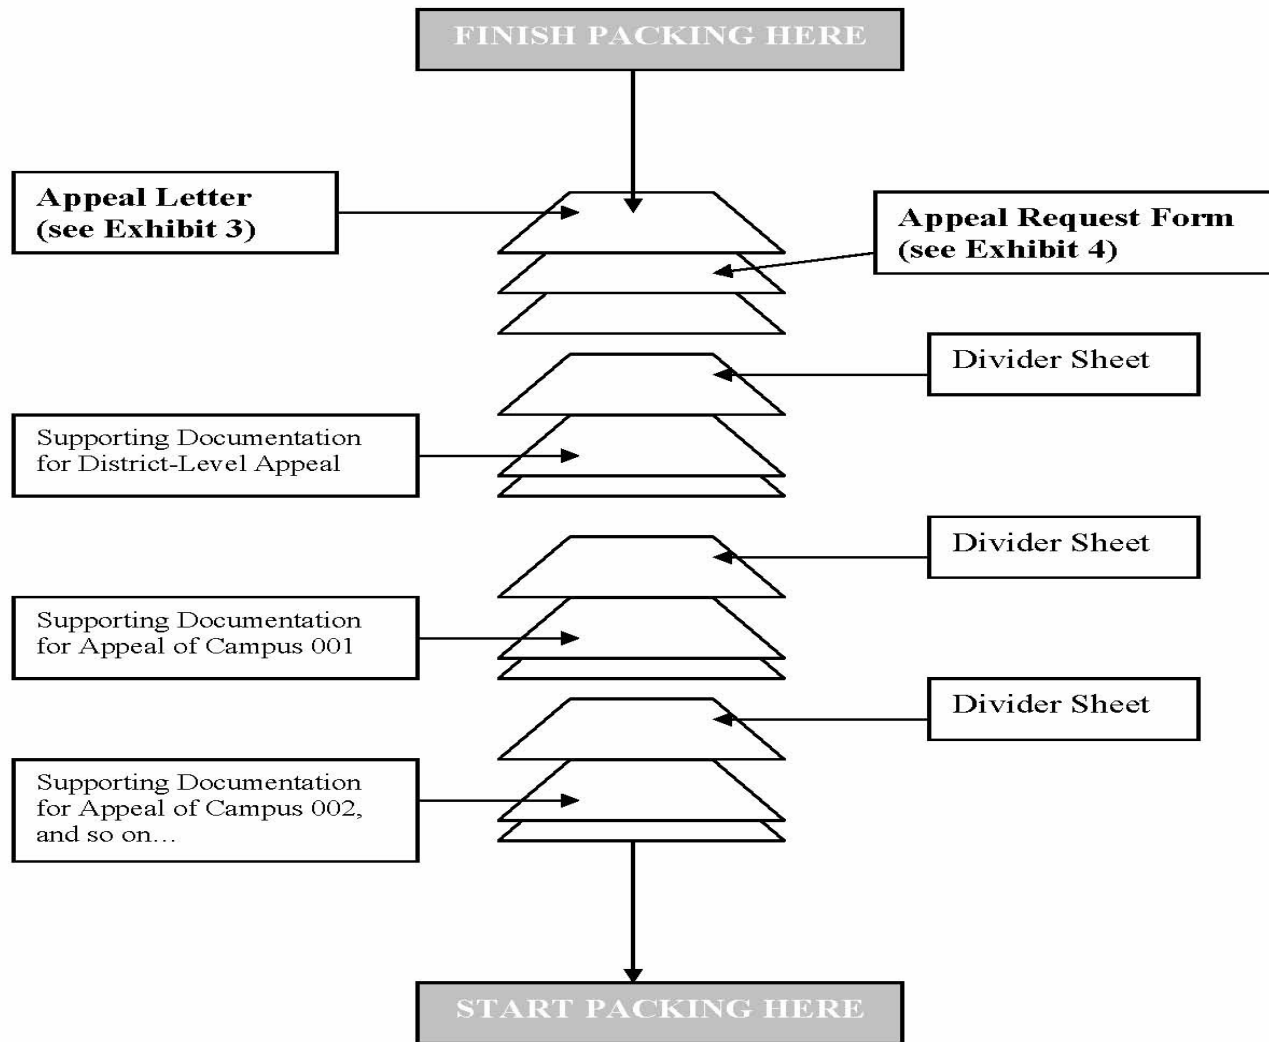 FINISH PACKING HERE
Appeal Letter
(see Exhibit 3)
Appeal Request Form
(see Exhibit 4)
Divider Sheet
Supporting Documentation
for District-Level Appeal
Divider Sheet
Supporting Documentation
for Appeal of Campus 001
Divider Sheet
Supporting Documentation
for Appeal of Campus 002,
and so on…
START PACKING HERE